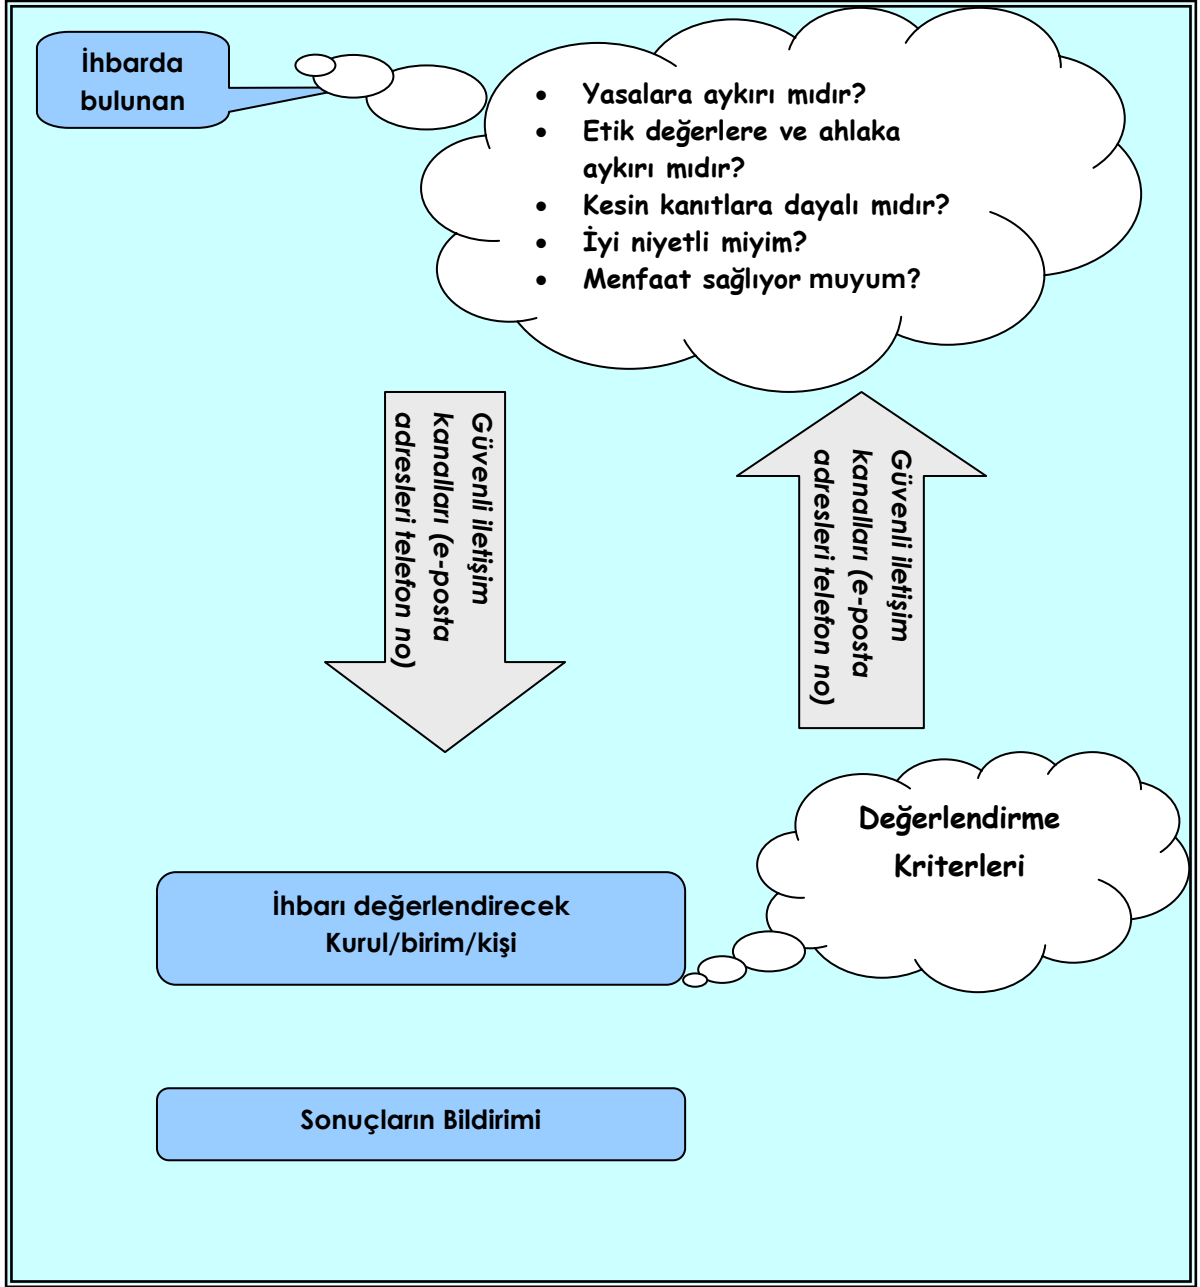 İhbarda
bulunan
• Yasalara aykırı mıdır?
• Etik değerlere ve ahlaka
aykırı mıdır?
• Kesin kanıtlara dayalı mıdır?
• İyi niyetli miyim?
• Menfaat sağlıyor muyum?
Güvenli iletişim
kanalları (e-posta
adresleri telefon no)
Güvenli iletişim
kanalları (e-posta
adresleri telefon no)
Değerlendirme
Kriterleri
İhbarı değerlendirecek
Kurul/birim/kişi
Sonuçların Bildirimi